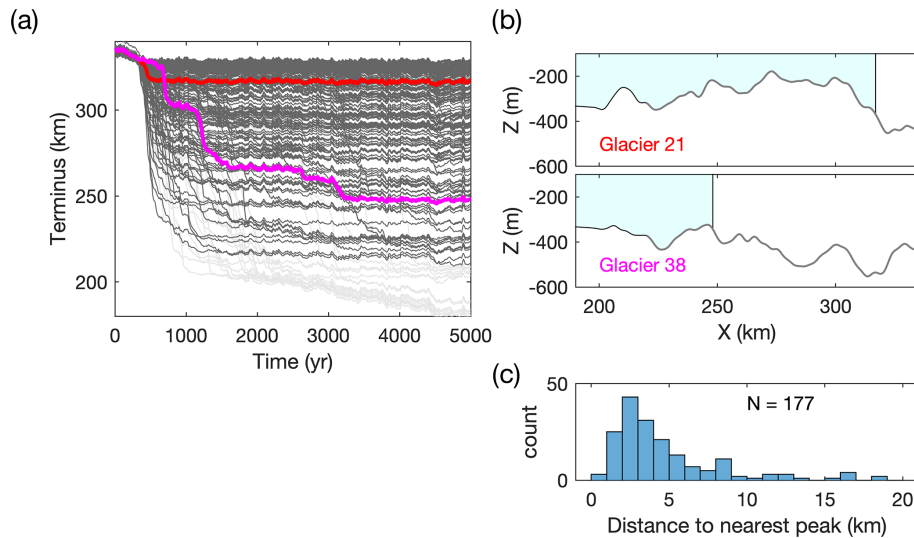 (a)
Terminus (km)
300
250
200
0
1000
2000
3000
4000
5000
Time (yr)
(b)
Z (m)
-200
-400
-600
Glacier 21
Z (m)
-200
-400
-600
Glacier 38
200
250
300
X (km)
(c)
count
50
0
N = 177
0
5
10
15
20
Distance to nearest peak (km)